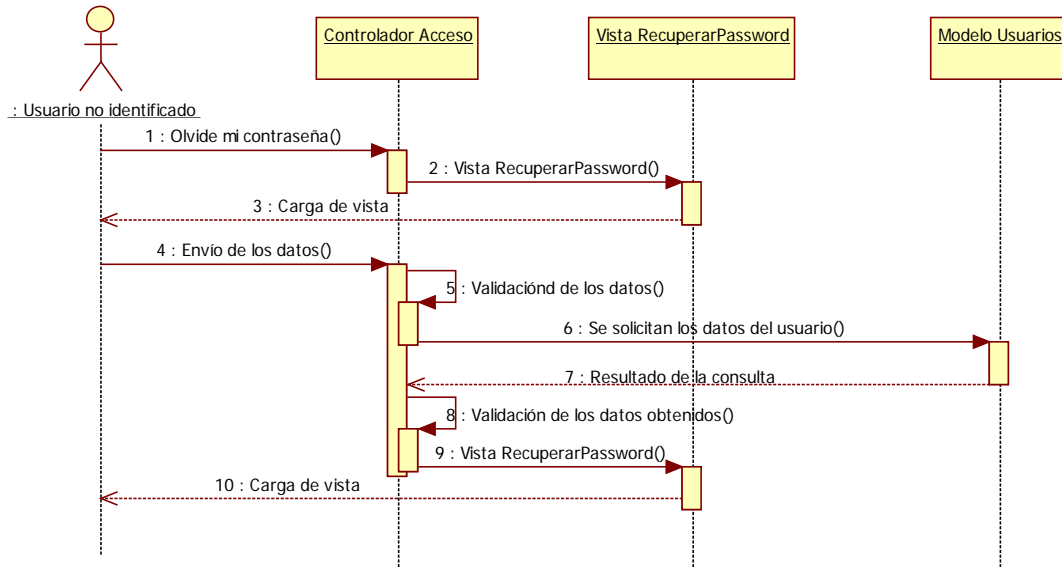 Controlador Acceso
Vista RecuperarPassword
Modelo Usuarios
: Usuario no identificado
1 : Olvide mi contraseña()
2 : Vista RecuperarPassword()
3 : Carga de vista
4 : Envío de los datos()
5 : Validaciónd de los datos()
6 : Se solicitan los datos del usuario()
7 : Resultado de la consulta
8 : Validación de los datos obtenidos()
9 : Vista RecuperarPassword()
10 : Carga de vista